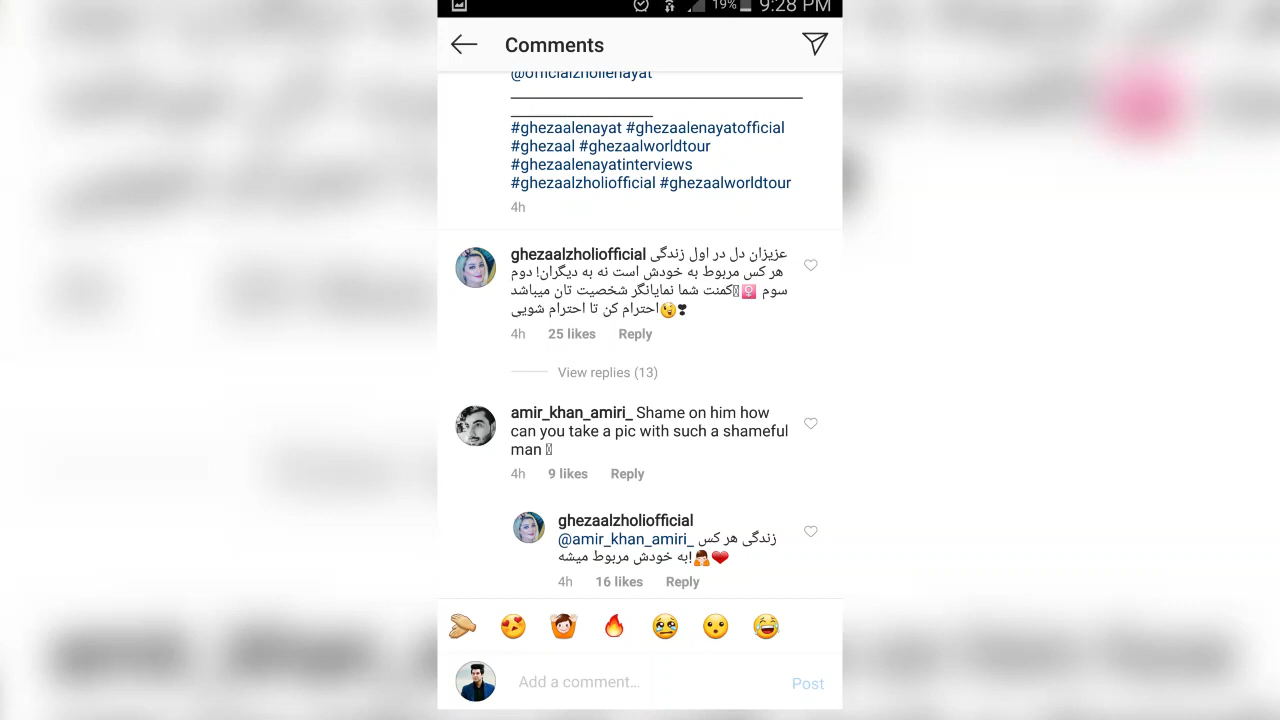 19% 9:28 PM
Comments
@officialzholienayat
#ghezaalenayat #ghezaalenayatofficial
#ghezaal #ghezaalworldtour
#ghezaalenayatinterviews
#ghezaalzholiofficial #ghezaalworldtour
4h
ghezaalzholiofficial عزیزان دل در اول زندگی
هر کس مربوط به خودش است نه به دیگران! دوم
کمنت شما نمایانگر شخصیت تان میباشد♀️ سوم
احترام کن تا احترام شویی😉❣
4h 25 likes Reply
View replies (13)
amir_khan_amiri_ Shame on him how
can you take a pic with such a shameful
man
4h 9 likes Reply
ghezaalzholiofficial
@amir_khan_amiri_ زندگی هر کس
به خودش مربوط میشه!🙏❤
4h 16 likes Reply
Add a comment... Post